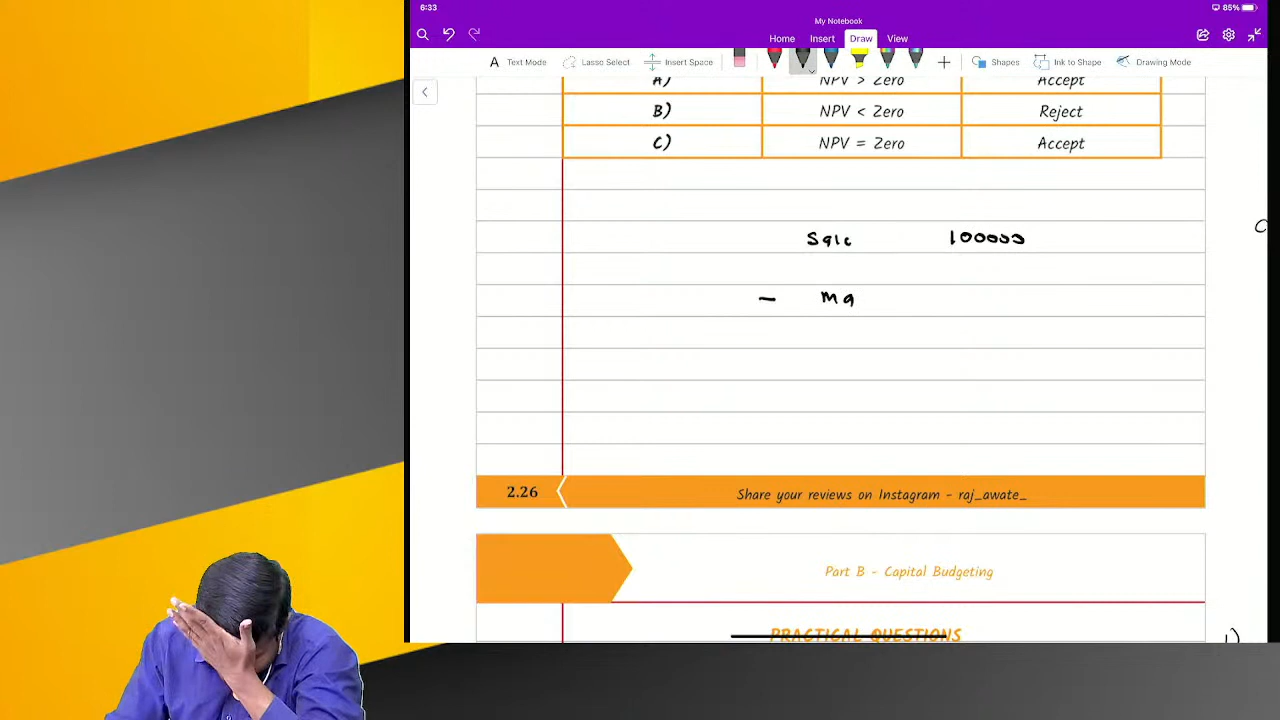 6:33
85%
My Notebook
Home Insert Draw View
A Text Mode Lasso Select Insert Space Shapes Ink to Shape Drawing Mode
A) NPV > Zero Accept
B) NPV < Zero Reject
C) NPV = Zero Accept
Sale 100000
- ma
2.26 Share your reviews on Instagram - raj_awate_
Part B - Capital Budgeting
PRACTICAL QUESTIONS